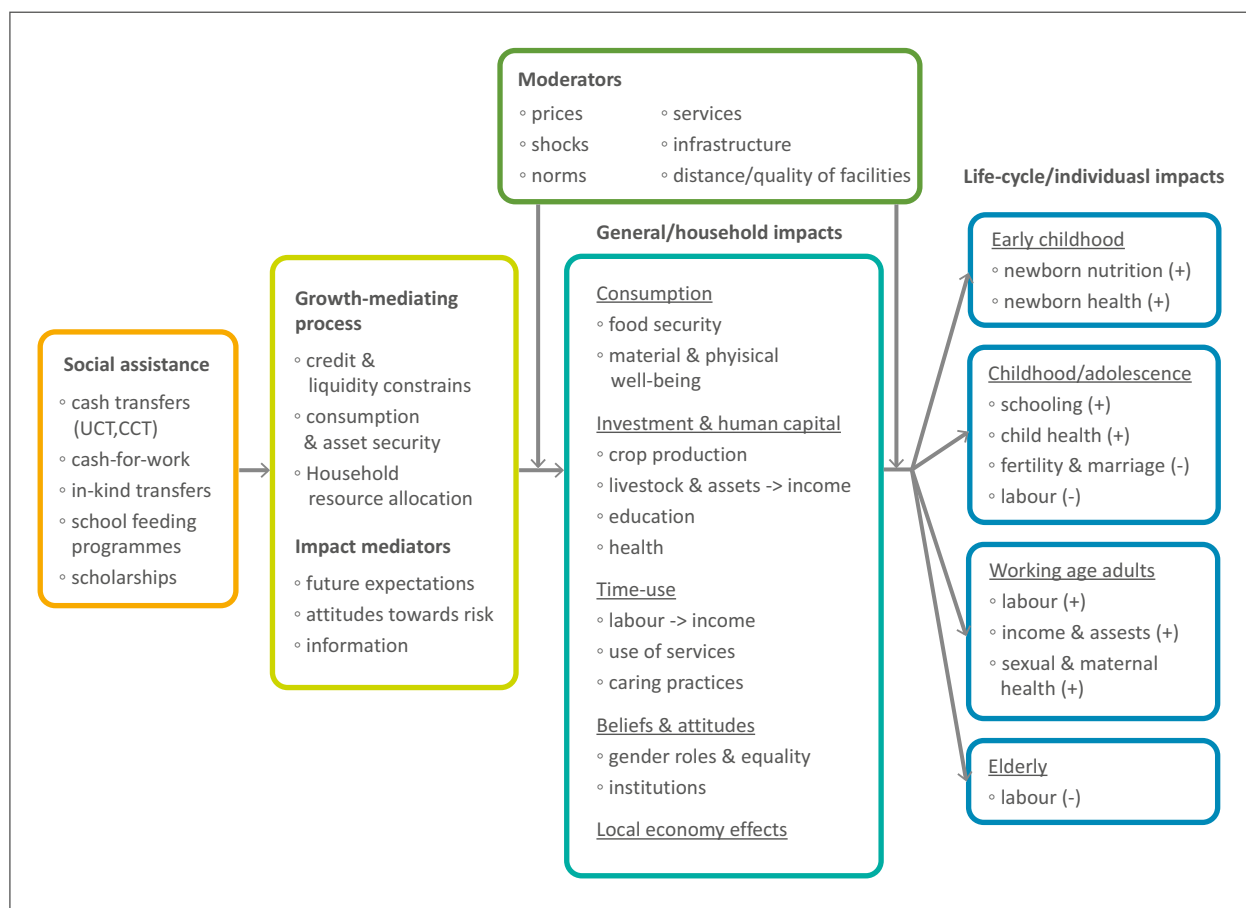 Moderators
◦ prices
◦ shocks
◦ norms
◦ services
◦ infrastructure
◦ distance/quality of facilities
Social assistance
◦ cash transfers
(UCT,CCT)
◦ cash-for-work
◦ in-kind transfers
◦ school feeding
programmes
◦ scholarships
Growth-mediating
process
◦ credit &
liquidity constrains
◦ consumption
& asset security
◦ Household
resource allocation
Impact mediators
◦ future expectations
◦ attitudes towards risk
◦ information
General/household impacts
Consumption
◦ food security
◦ material & phyisical
well-being
Investment & human capital
◦ crop production
◦ livestock & assets -> income
◦ education
◦ health
Time-use
◦ labour -> income
◦ use of services
◦ caring practices
Beliefs & attitudes
◦ gender roles & equality
◦ institutions
Local economy effects
Life-cycle/individuasl impacts
Early childhood
◦ newborn nutrition (+)
◦ newborn health (+)
Childhood/adolescence
◦ schooling (+)
◦ child health (+)
◦ fertility & marriage (-)
◦ labour (-)
Working age adults
◦ labour (+)
◦ income & assests (+)
◦ sexual & maternal
health (+)
Elderly
◦ labour (-)